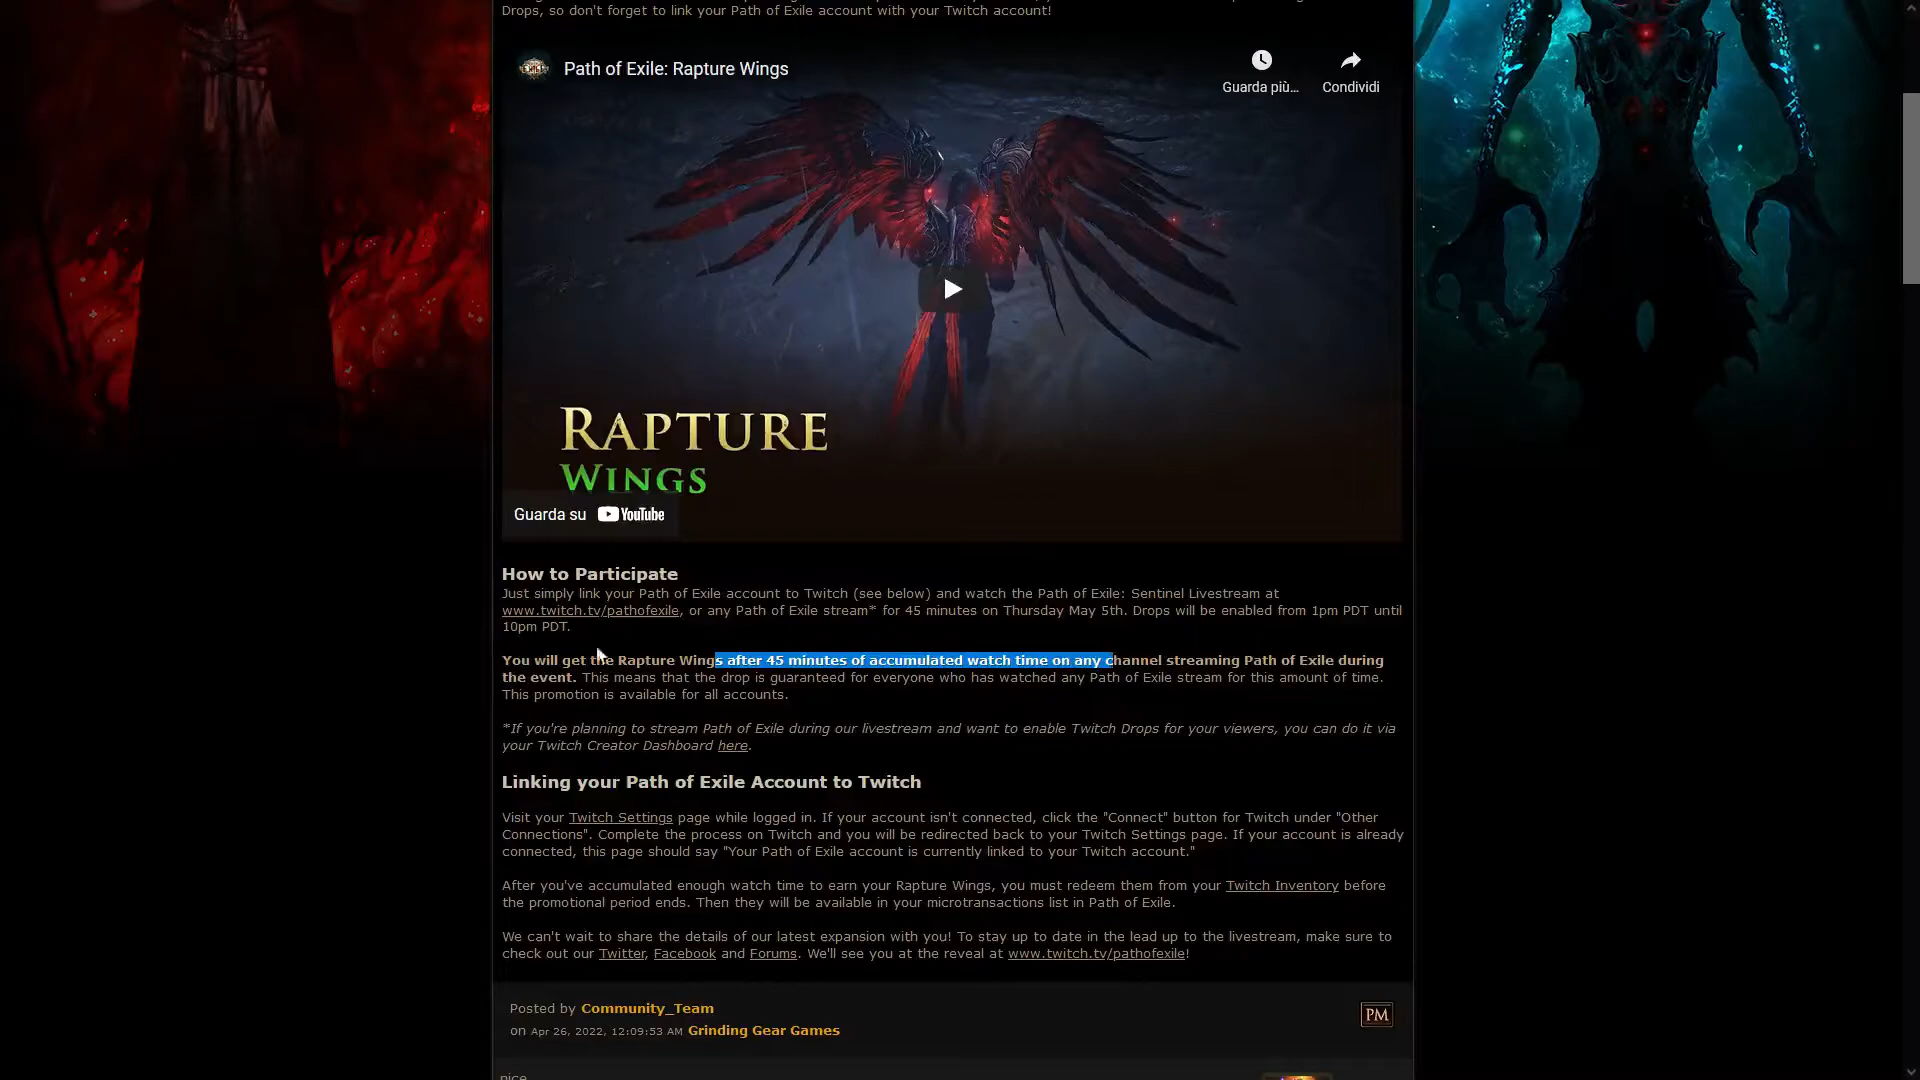 Drops, so don't forget to link your Path of Exile account with your Twitch account!
Path of Exile: Rapture Wings
Guarda più...
Condividi
RAPTURE
WINGS
Guarda su YouTube
How to Participate
Just simply link your Path of Exile account to Twitch (see below) and watch the Path of Exile: Sentinel Livestream at
www.twitch.tv/pathofexile, or any Path of Exile stream* for 45 minutes on Thursday May 5th. Drops will be enabled from 1pm PDT until
10pm PDT.
You will get the Rapture Wings after 45 minutes of accumulated watch time on any channel streaming Path of Exile during
the event. This means that the drop is guaranteed for everyone who has watched any Path of Exile stream for this amount of time.
This promotion is available for all accounts.
*If you're planning to stream Path of Exile during our livestream and want to enable Twitch Drops for your viewers, you can do it via
your Twitch Creator Dashboard here.
Linking your Path of Exile Account to Twitch
Visit your Twitch Settings page while logged in. If your account isn't connected, click the "Connect" button for Twitch under "Other
Connections". Complete the process on Twitch and you will be redirected back to your Twitch Settings page. If your account is already
connected, this page should say "Your Path of Exile account is currently linked to your Twitch account."
After you've accumulated enough watch time to earn your Rapture Wings, you must redeem them from your Twitch Inventory before
the promotional period ends. Then they will be available in your microtransactions list in Path of Exile.
We can't wait to share the details of our latest expansion with you! To stay up to date in the lead up to the livestream, make sure to
check out our Twitter, Facebook and Forums. We'll see you at the reveal at www.twitch.tv/pathofexile!
Posted by Community_Team
PM
on Apr 26, 2022, 12:09:53 AM Grinding Gear Games
nice